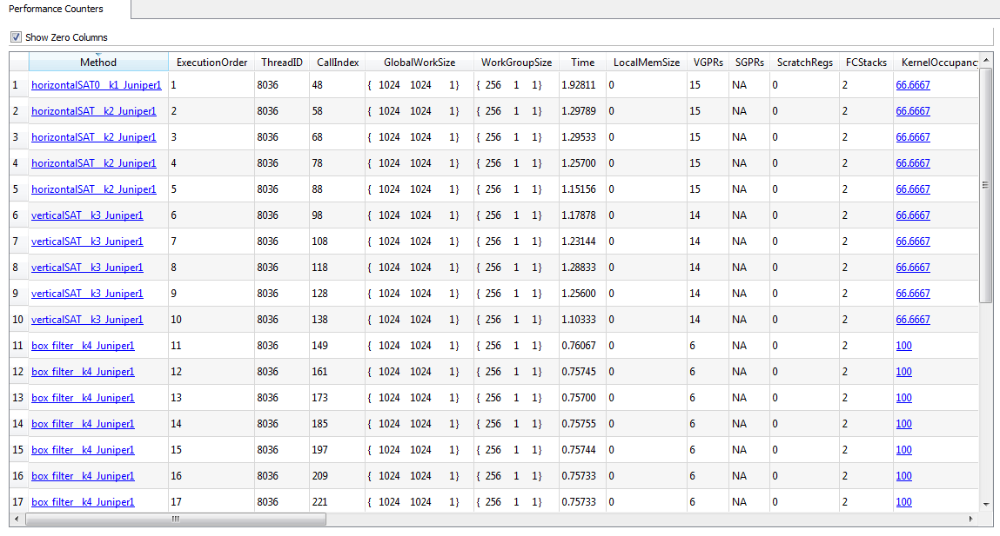 Performance Counters
Show Zero Columns
Method ExecutionOrder ThreadID CallIndex GlobalWorkSize WorkGroupSize Time LocalMemSize VGPRs SGPRs ScratchRegs FCStacks KernelOccupancy
1 horizontalSAT0__k1_Juniper1 1 8036 48 { 1024 1024 1} { 256 1 1} 1.92811 0 15 NA 0 2 66.6667
2 horizontalSAT__k2_Juniper1 2 8036 58 { 1024 1024 1} { 256 1 1} 1.29789 0 15 NA 0 2 66.6667
3 horizontalSAT__k2_Juniper1 3 8036 68 { 1024 1024 1} { 256 1 1} 1.29533 0 15 NA 0 2 66.6667
4 horizontalSAT__k2_Juniper1 4 8036 78 { 1024 1024 1} { 256 1 1} 1.25700 0 15 NA 0 2 66.6667
5 horizontalSAT__k2_Juniper1 5 8036 88 { 1024 1024 1} { 256 1 1} 1.15156 0 15 NA 0 2 66.6667
6 verticalSAT__k3_Juniper1 6 8036 98 { 1024 1024 1} { 256 1 1} 1.17878 0 14 NA 0 2 66.6667
7 verticalSAT__k3_Juniper1 7 8036 108 { 1024 1024 1} { 256 1 1} 1.23144 0 14 NA 0 2 66.6667
8 verticalSAT__k3_Juniper1 8 8036 118 { 1024 1024 1} { 256 1 1} 1.28833 0 14 NA 0 2 66.6667
9 verticalSAT__k3_Juniper1 9 8036 128 { 1024 1024 1} { 256 1 1} 1.25600 0 14 NA 0 2 66.6667
10 verticalSAT__k3_Juniper1 10 8036 138 { 1024 1024 1} { 256 1 1} 1.10333 0 14 NA 0 2 66.6667
11 box_filter__k4_Juniper1 11 8036 149 { 1024 1024 1} { 256 1 1} 0.76067 0 6 NA 0 2 100
12 box_filter__k4_Juniper1 12 8036 161 { 1024 1024 1} { 256 1 1} 0.75745 0 6 NA 0 2 100
13 box_filter__k4_Juniper1 13 8036 173 { 1024 1024 1} { 256 1 1} 0.75700 0 6 NA 0 2 100
14 box_filter__k4_Juniper1 14 8036 185 { 1024 1024 1} { 256 1 1} 0.75755 0 6 NA 0 2 100
15 box_filter__k4_Juniper1 15 8036 197 { 1024 1024 1} { 256 1 1} 0.75744 0 6 NA 0 2 100
16 box_filter__k4_Juniper1 16 8036 209 { 1024 1024 1} { 256 1 1} 0.75733 0 6 NA 0 2 100
17 box_filter__k4_Juniper1 17 8036 221 { 1024 1024 1} { 256 1 1} 0.75733 0 6 NA 0 2 100